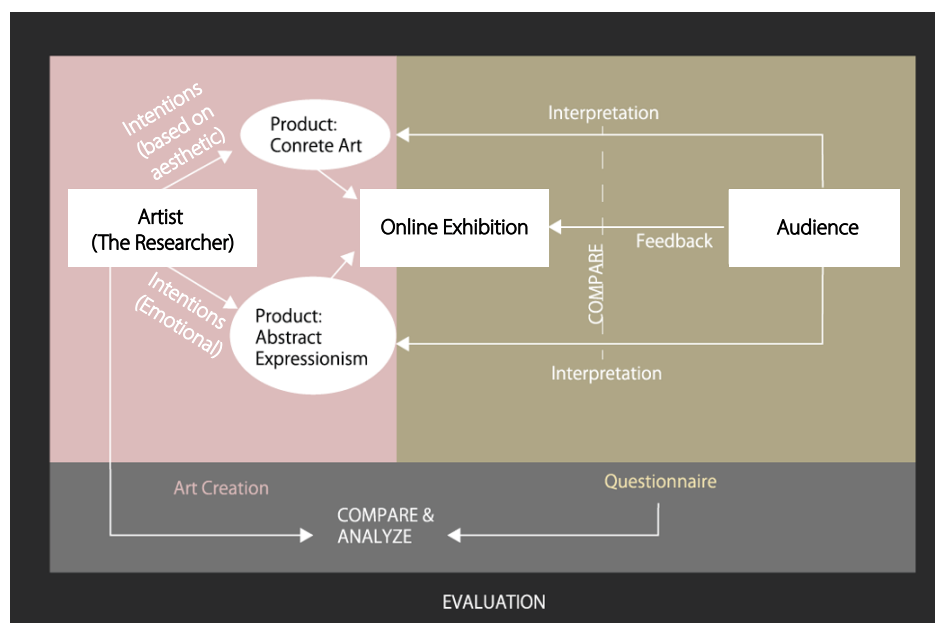 Intentions
(based on
aesthetic)
Product:
Conrete Art
Interpretation
Artist
(The Researcher)
Online Exhibition
Feedback
Audience
COMPARE
Intentions
(Emotional)
Product:
Abstract
Expressionism
Interpretation
Art Creation
Questionnaire
COMPARE &
ANALYZE
EVALUATION